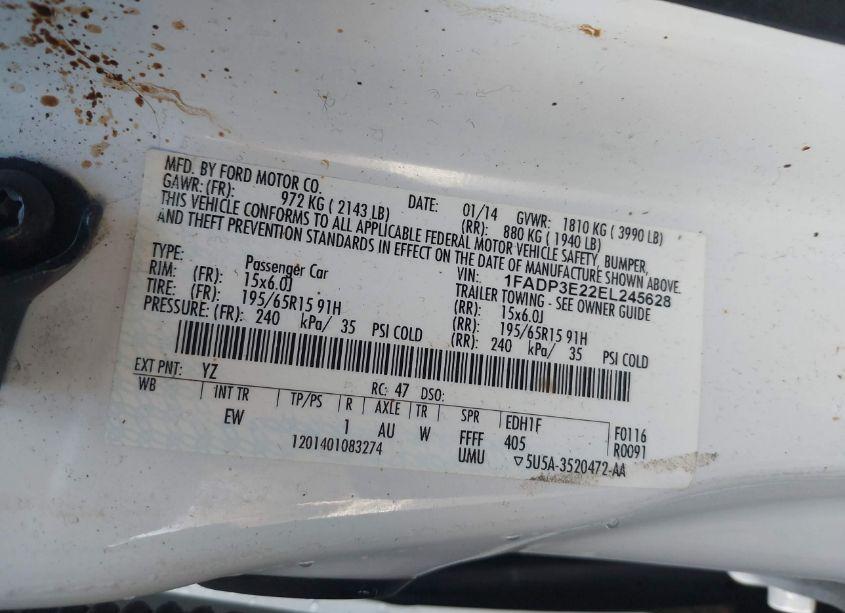 MFD. BY FORD MOTOR CO.
DATE: 01/14 GVWR: 1810 KG ( 3990 LB)
GAWR: (FR): 972 KG ( 2143 LB) (RR): 880 KG ( 1940 LB)
THIS VEHICLE CONFORMS TO ALL APPLICABLE FEDERAL MOTOR VEHICLE SAFETY, BUMPER,
AND THEFT PREVENTION STANDARDS IN EFFECT ON THE DATE OF MANUFACTURE SHOWN ABOVE.
VIN: 1FADP3E22EL245628
TYPE: Passenger Car TRAILER TOWING - SEE OWNER GUIDE
RIM: (FR): 15x6.0J (RR): 15x6.0J
TIRE: (FR): 195/65R15 91H (RR): 195/65R15 91H
PRESSURE: (FR): 240 kPa/ 35 PSI COLD (RR): 240 kPa/ 35 PSI COLD
EXT PNT: YZ RC: 47 DSO:
WB INT TR TP/PS R AXLE TR SPR EDH1F F0116
EW 1 AU W FFFF 405 R0091
1201401083274 UMU ▽5U5A-3520472-AA